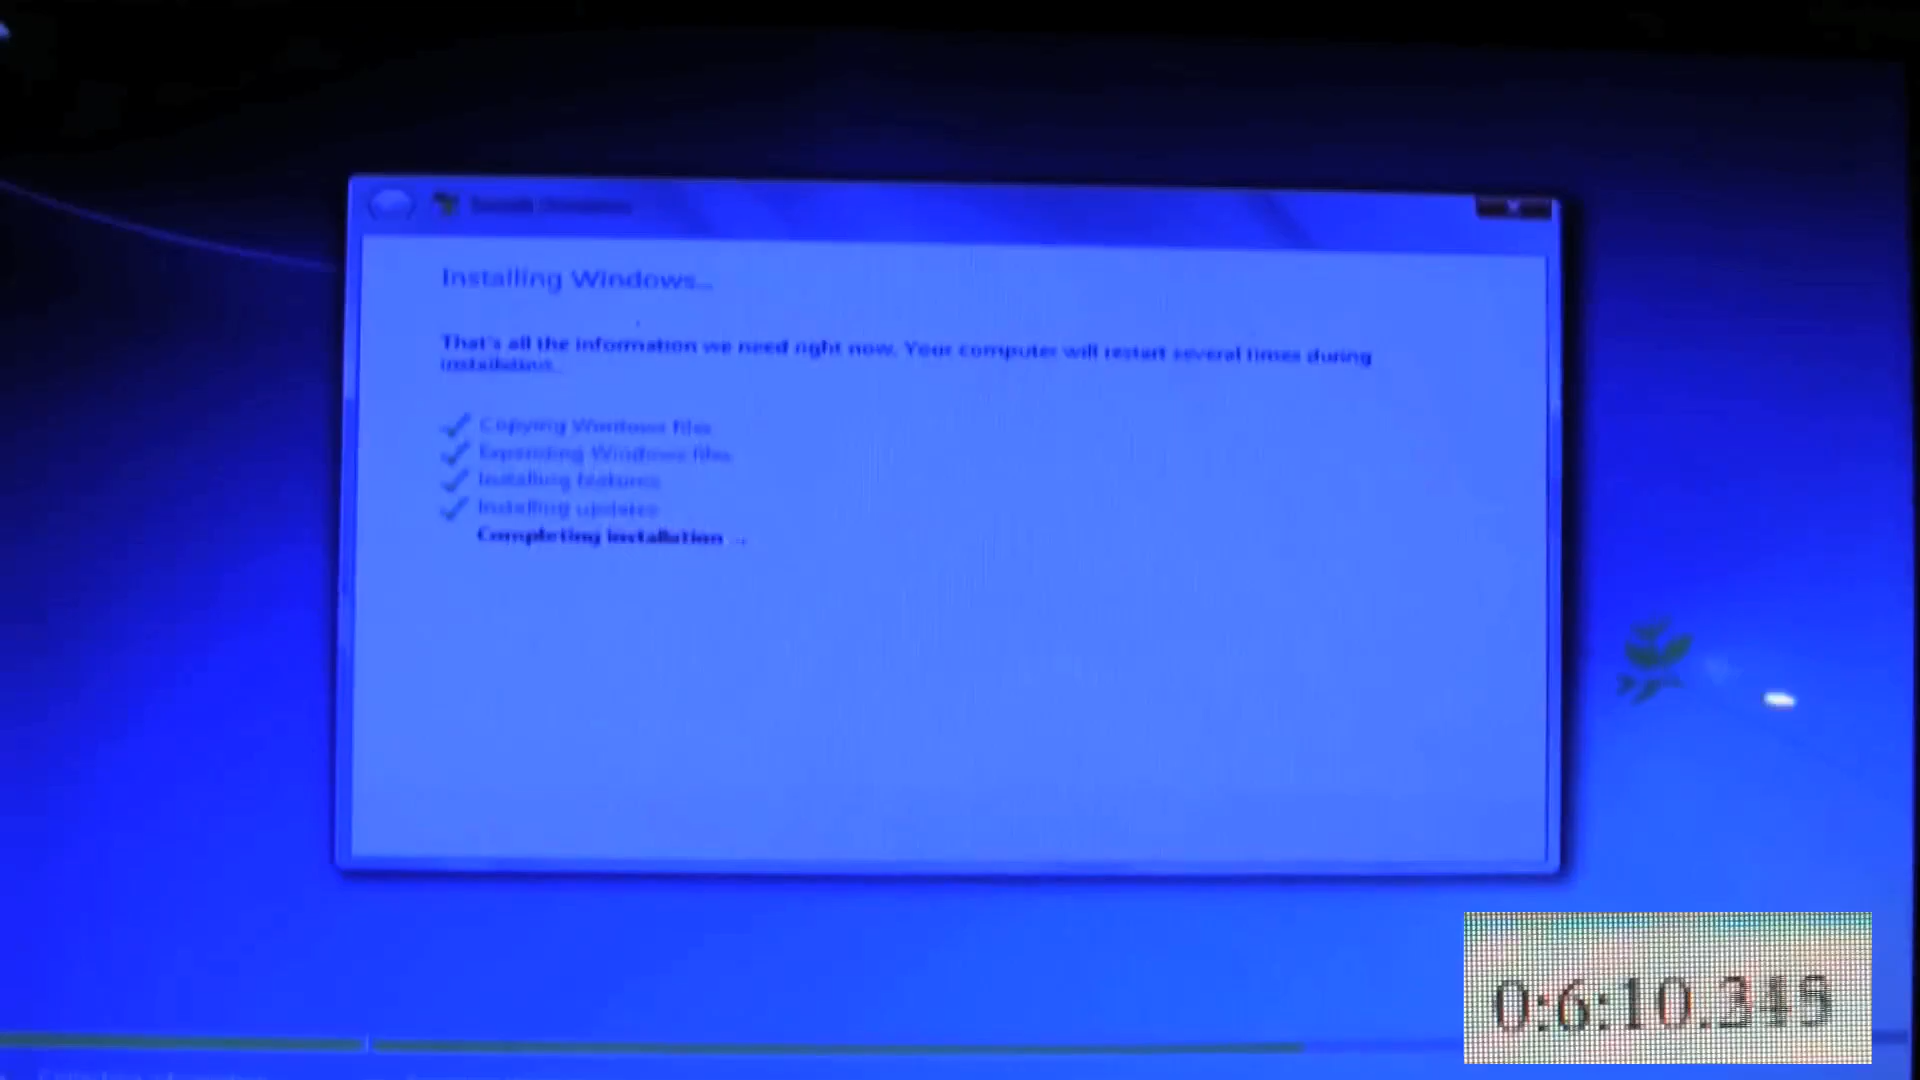 Installing Windows...
That's all the information we need right now. Your computer will restart several times during
installation.
Copying Windows files
Expanding Windows files
Installing features
Installing updates
Completing installation ...
0:6:10.345